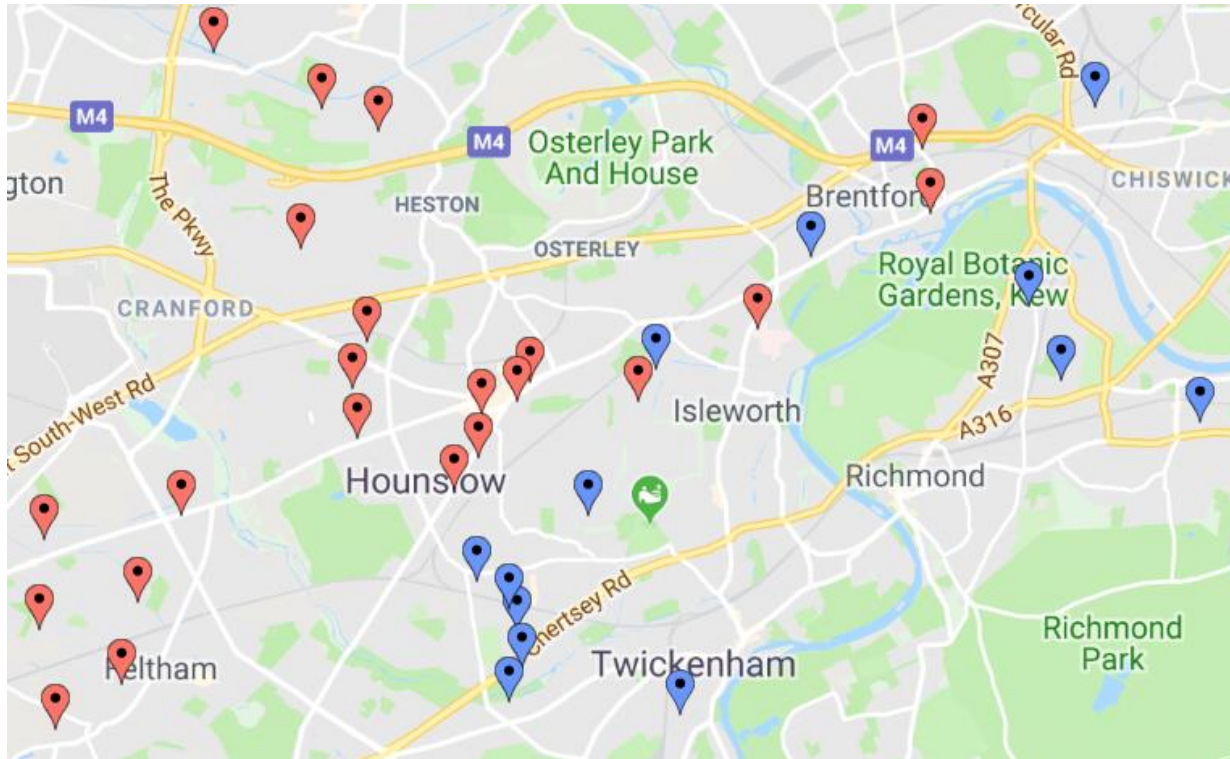 cular Rd
M4
M4
Osterley Park
And House
M4
CHISWICK
gton
The Pkwy
HESTON
Brentford
OSTERLEY
Royal Botanic
Gardens, Kew
CRANFORD
A307
t South-West Rd
Isleworth
A316
Hounslow
Richmond
Chertsey Rd
Richmond
Park
Feltham
Twickenham